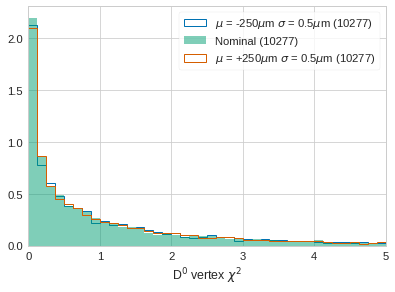 μ = -250μm σ = 0.5μm (10277)
Nominal (10277)
μ = +250μm σ = 0.5μm (10277)
2.0
1.5
1.0
0.5
0.0
0 1 2 3 4 5
D⁰ vertex χ²